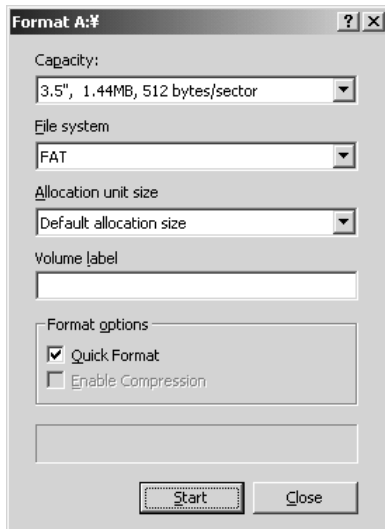 Format A:¥
? X
Capacity:
3.5", 1.44MB, 512 bytes/sector
File system
FAT
Allocation unit size
Default allocation size
Volume label
Format options
Quick Format
Enable Compression
Start Close